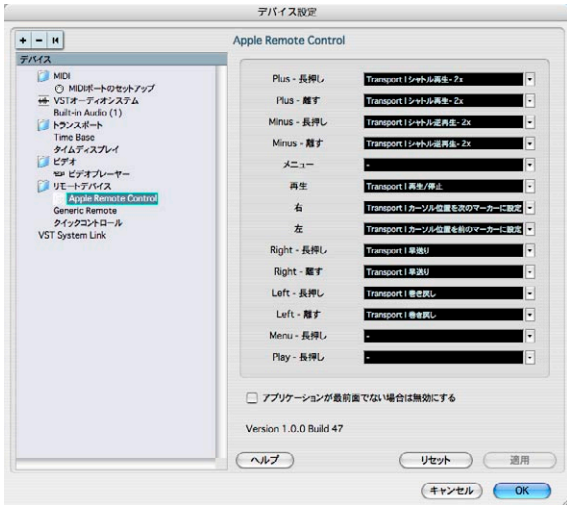 デバイス設定
+ - I◀
Apple Remote Control
デバイス
MIDI
MIDIポートのセットアップ
VSTオーディオシステム
Built-in Audio (1)
トランスポート
Time Base
タイムディスプレイ
ビデオ
ビデオプレーヤー
リモートデバイス
Apple Remote Control
Generic Remote
クイックコントロール
VST System Link
Plus - 長押し Transport | シャトル再生- 2x
Plus - 離す Transport | シャトル再生- 2x
Minus - 長押し Transport | シャトル逆再生- 2x
Minus - 離す Transport | シャトル逆再生- 2x
メニュー -
再生 Transport | 再生/停止
右 Transport | カーソル位置を次のマーカーに設定
左 Transport | カーソル位置を前のマーカーに設定
Right - 長押し Transport | 早送り
Right - 離す Transport | 早送り
Left - 長押し Transport | 巻き戻し
Left - 離す Transport | 巻き戻し
Menu - 長押し -
Play - 長押し -
アプリケーションが最前面でない場合は無効にする
Version 1.0.0 Build 47
ヘルプ リセット 適用
キャンセル OK